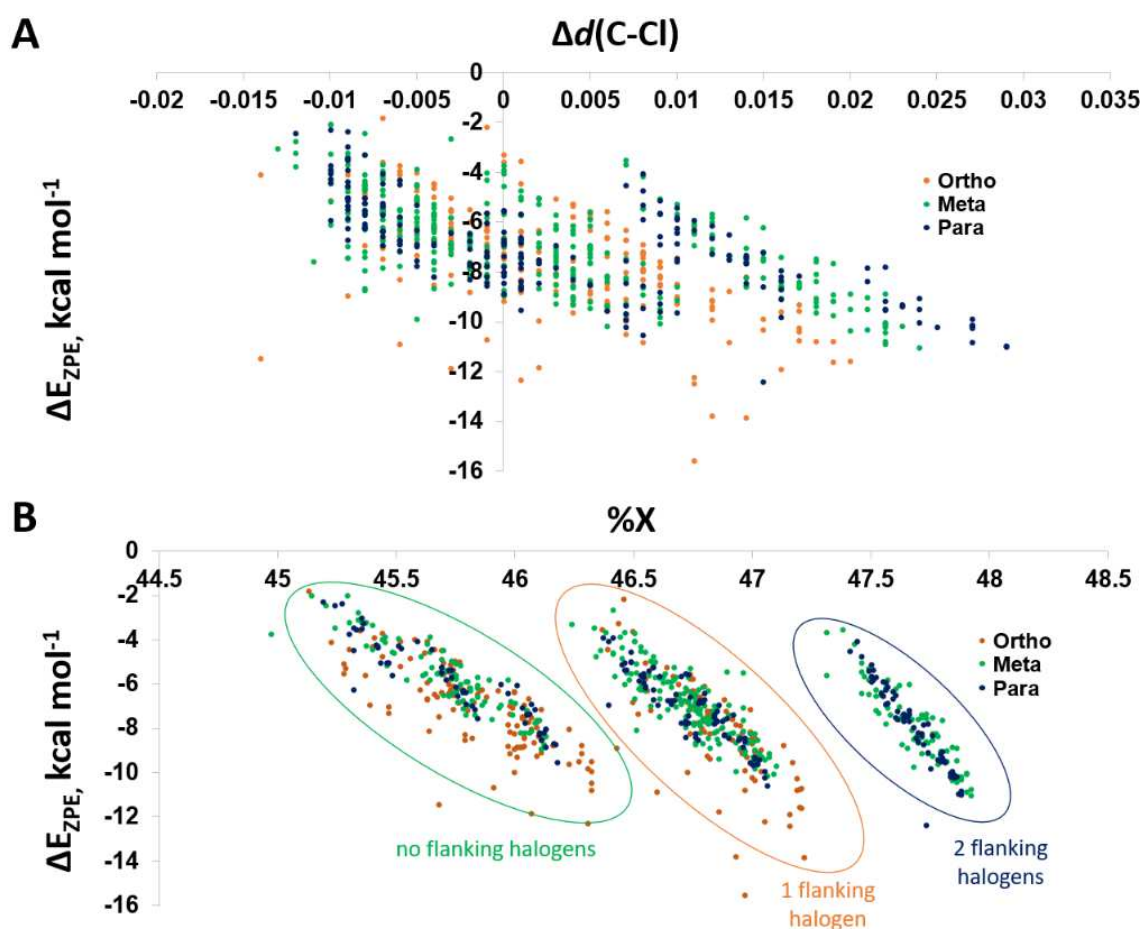 A
Δd(C-Cl)
0
-0.02 -0.015 -0.01 -0.005 0 0.005 0.01 0.015 0.02 0.025 0.03 0.035
-2
-4
-6
-8
-10
-12
-14
-16
ΔE_ZPE, kcal mol⁻¹
Ortho
Meta
Para
B
%X
0
44.5 45 45.5 46 46.5 47 47.5 48 48.5
-2
-4
-6
-8
-10
-12
-14
-16
ΔE_ZPE, kcal mol⁻¹
Ortho
Meta
Para
no flanking halogens
1 flanking
halogen
2 flanking
halogens